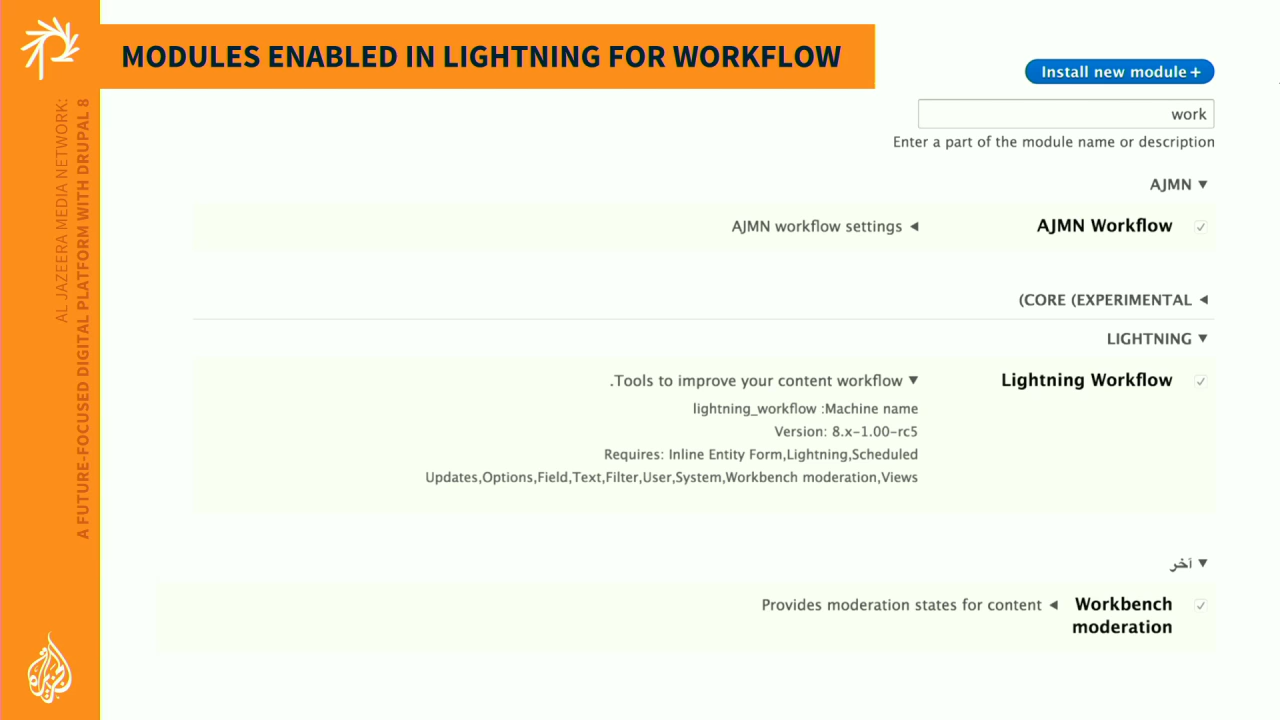 MODULES ENABLED IN LIGHTNING FOR WORKFLOW
AL JAZEERA MEDIA NETWORK:
A FUTURE-FOCUSED DIGITAL PLATFORM WITH DRUPAL 8
Install new module+
work
Enter a part of the module name or description
AJMN
AJMN Workflow
AJMN workflow settings
(CORE (EXPERIMENTAL
LIGHTNING
Lightning Workflow
.Tools to improve your content workflow
lightning_workflow :Machine name
Version: 8.x-1.00-rc5
Requires: Inline Entity Form,Lightning,Scheduled
Updates,Options,Field,Text,Filter,User,System,Workbench moderation,Views
آخر
Workbench
moderation
Provides moderation states for content